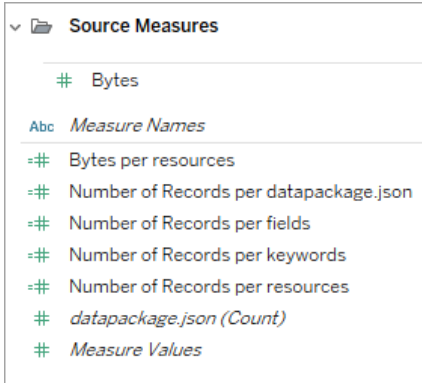 Source Measures
# Bytes
Abc Measure Names
=# Bytes per resources
=# Number of Records per datapackage.json
=# Number of Records per fields
=# Number of Records per keywords
=# Number of Records per resources
# datapackage.json (Count)
# Measure Values